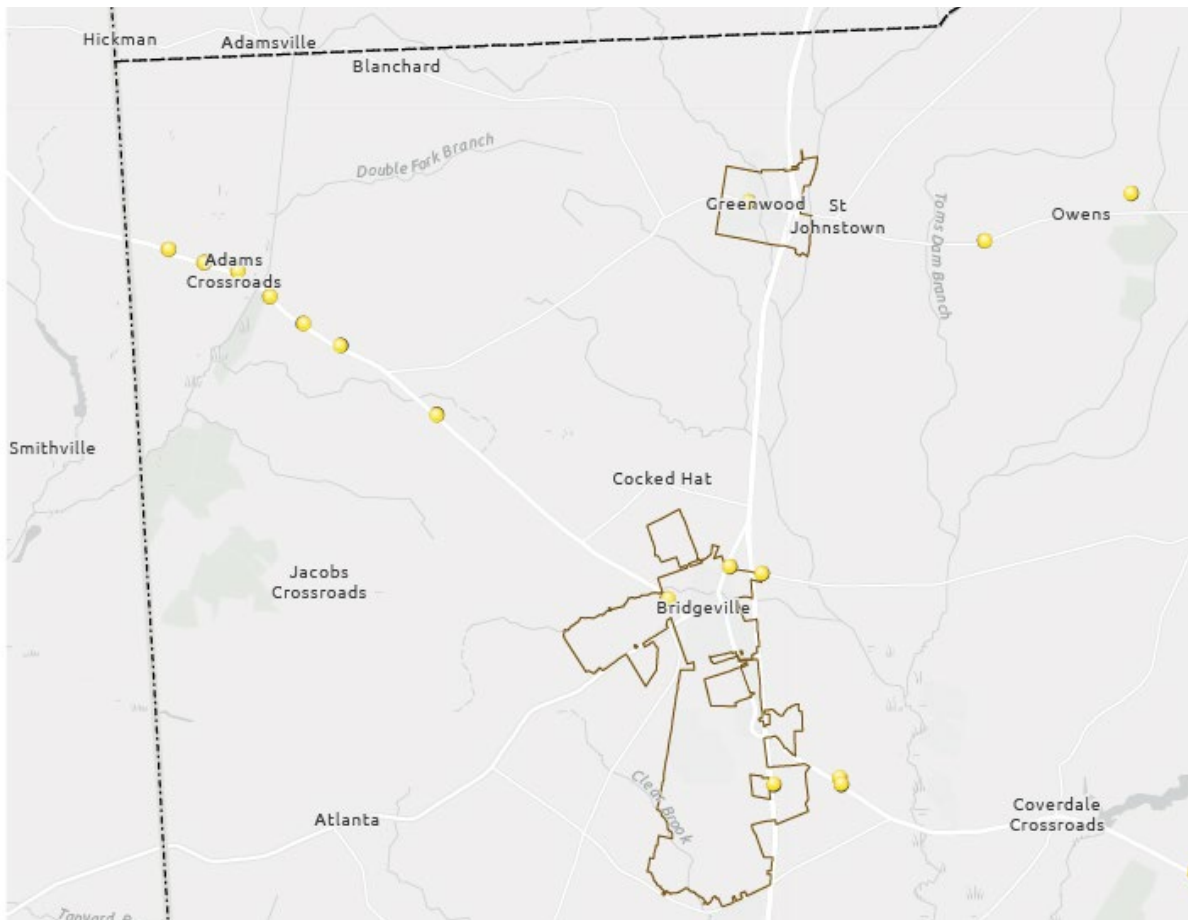 Hickman
Adamsville
Blanchard
Double Fork Branch
Greenwood
St
Johnstown
Toms Dam Branch
Owens
Adams
Crossroads
Smithville
Cocked Hat
Jacobs
Crossroads
Bridgeville
Clear Brook
Atlanta
Coverdale
Crossroads